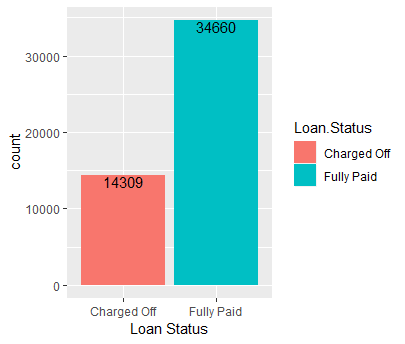 34660
30000
20000
14309
10000
0
count
Charged Off Fully Paid
Loan Status
Loan.Status
Charged Off
Fully Paid